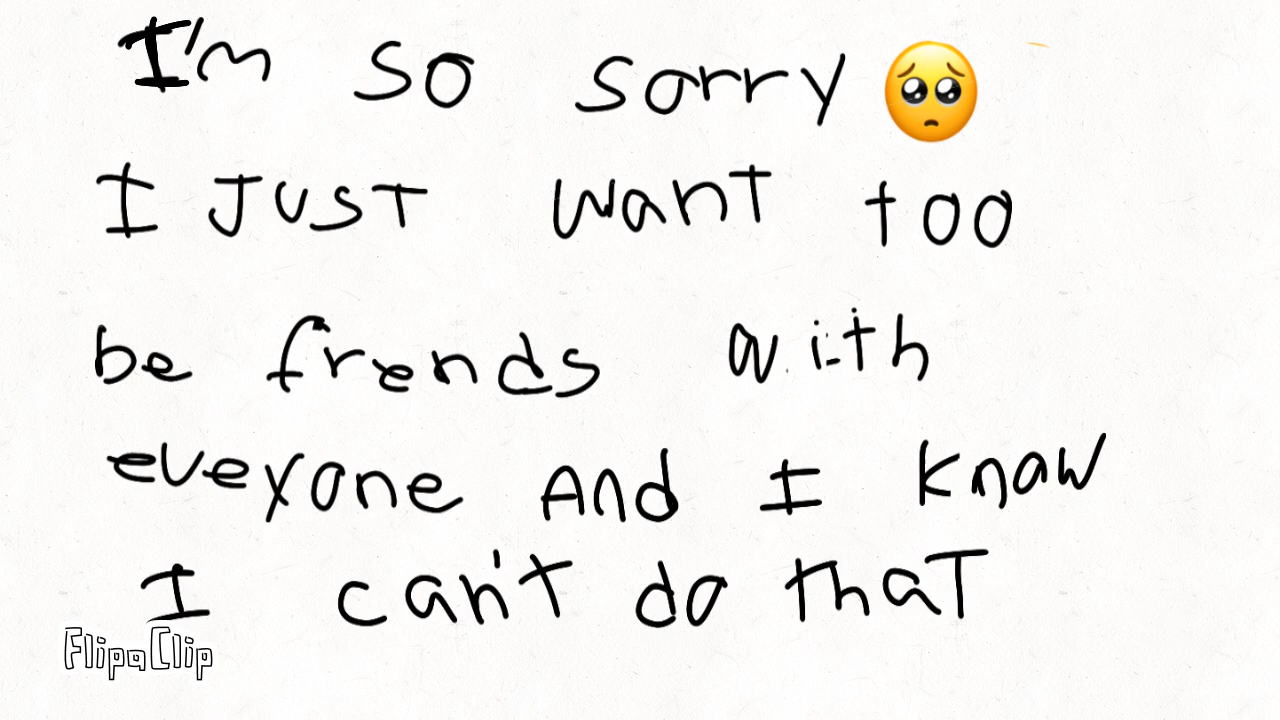 I'm so sorry 🥺
I Just want too
be frends with
eveyone And I knaw
I can't do that
FlipaClip